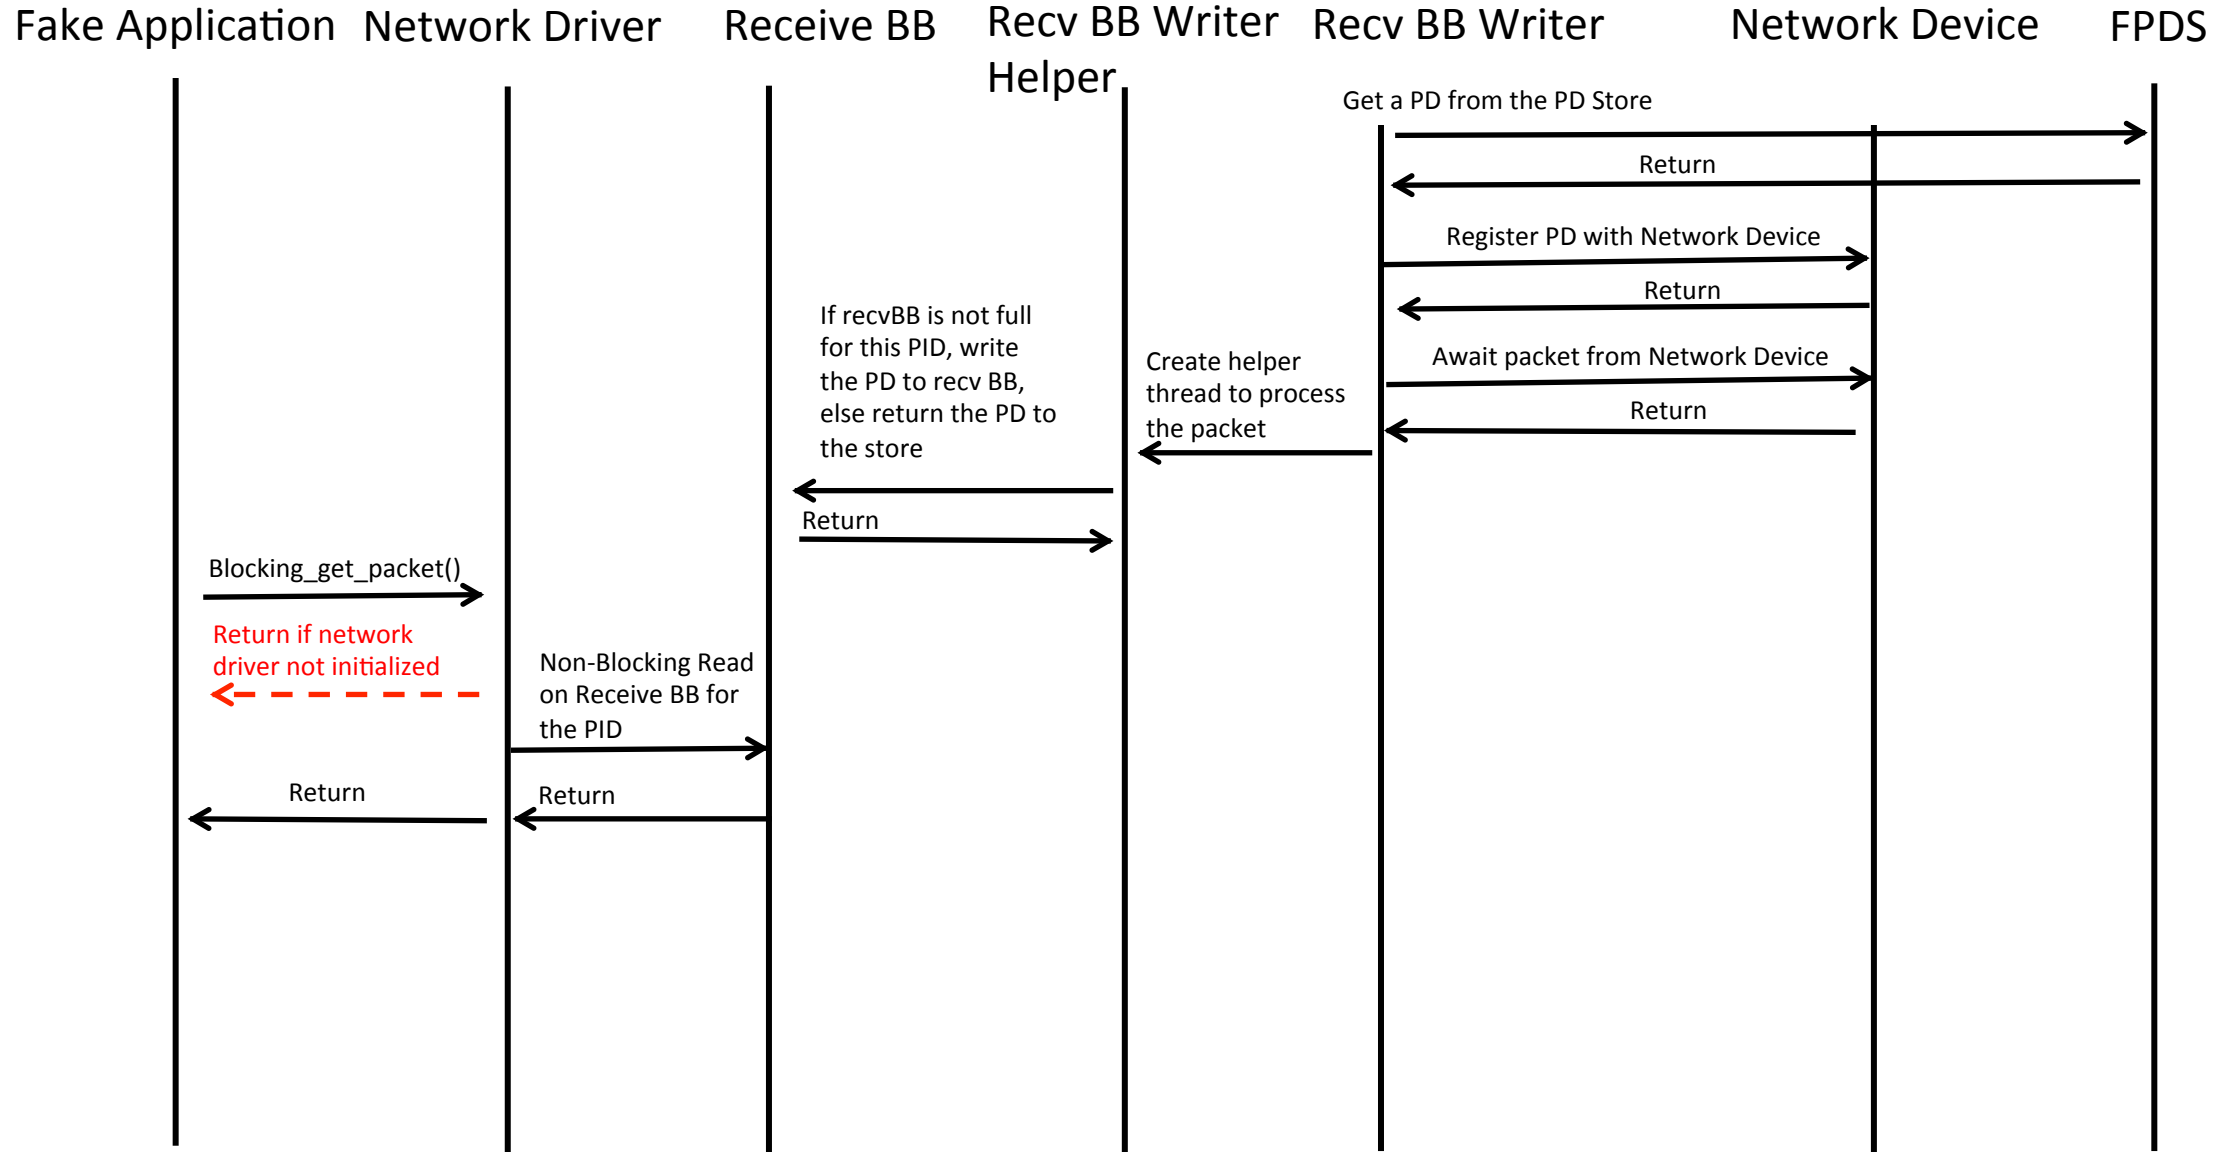 Fake Application
Network Driver
Receive BB
Recv BB Writer
Helper
Recv BB Writer
Network Device
FPDS
Get a PD from the PD Store
Return
Register PD with Network Device
Return
Await packet from Network Device
Return
Create helper
thread to process
the packet
If recvBB is not full
for this PID, write
the PD to recv BB,
else return the PD to
the store
Return
Blocking_get_packet()
Return if network
driver not initialized
Non-Blocking Read
on Receive BB for
the PID
Return
Return